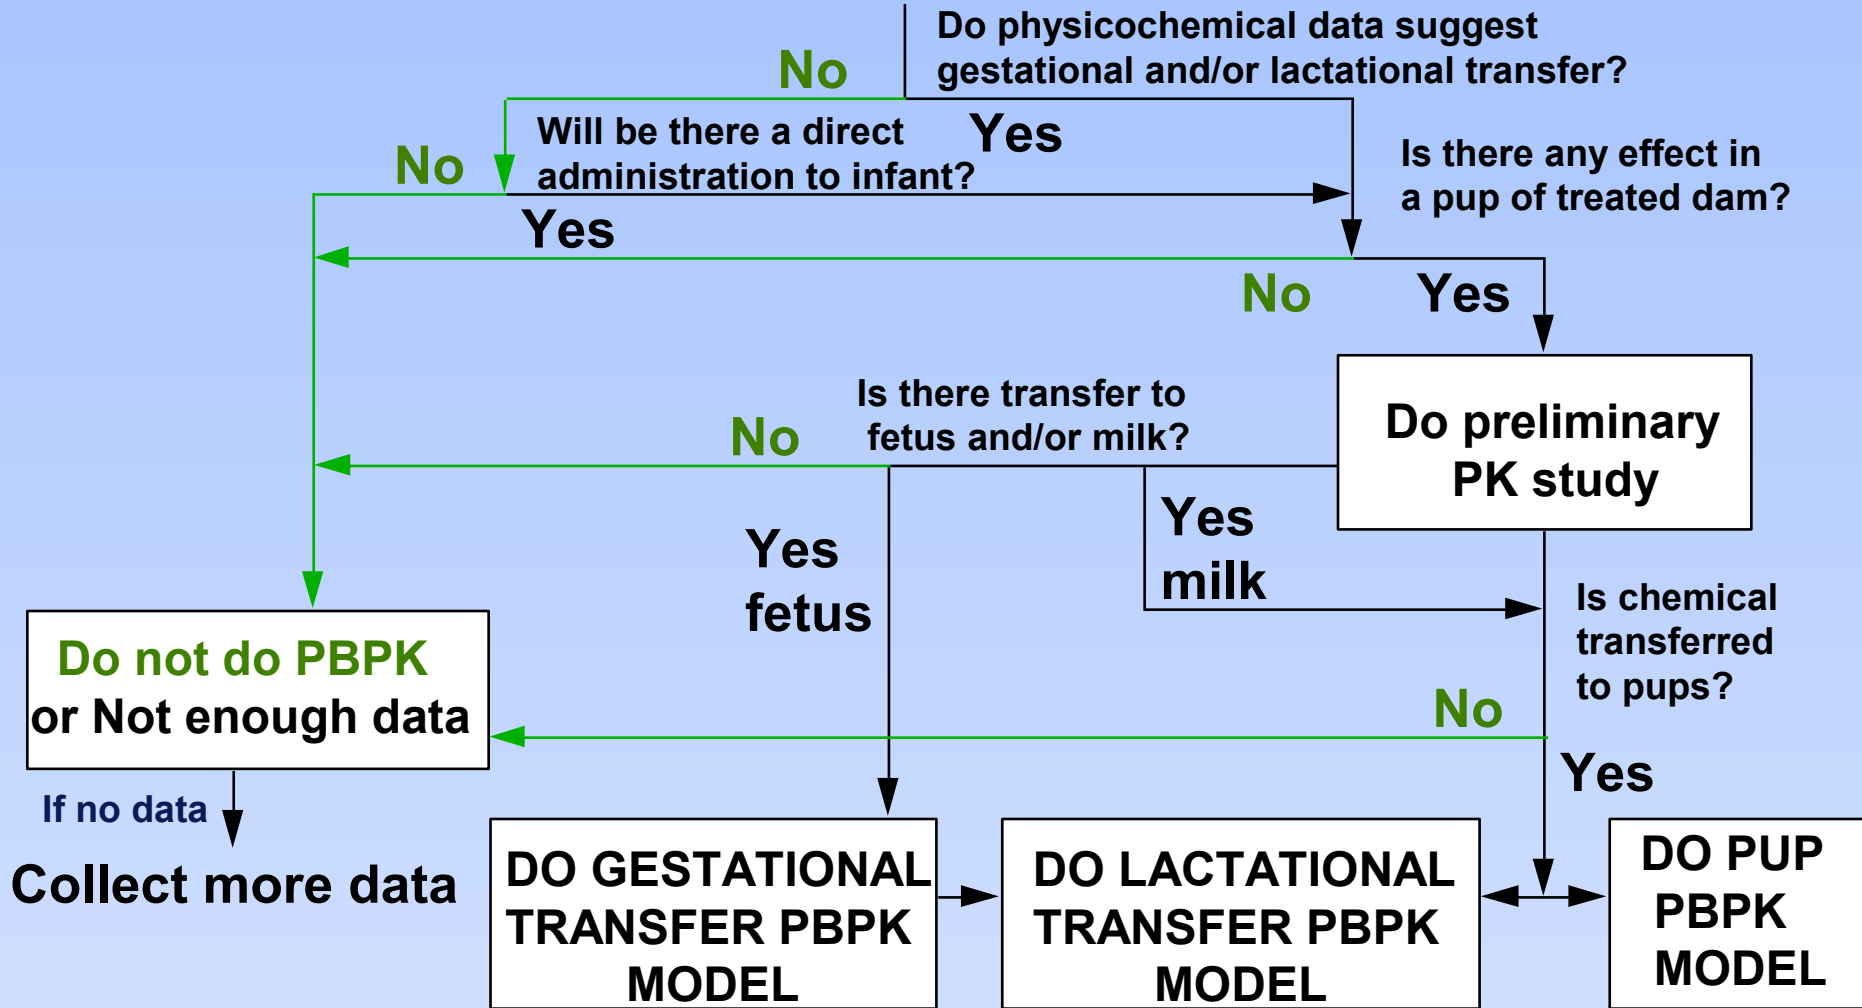 Do physicochemical data suggest
gestational and/or lactational transfer?
No
Yes
Will be there a direct
administration to infant?
No
Yes
Is there any effect in
a pup of treated dam?
No
Yes
Do preliminary
PK study
Is there transfer to
fetus and/or milk?
No
Yes
fetus
Yes
milk
Is chemical
transferred
to pups?
No
Yes
Do not do PBPK
or Not enough data
If no data
Collect more data
DO GESTATIONAL
TRANSFER PBPK
MODEL
DO LACTATIONAL
TRANSFER PBPK
MODEL
DO PUP
PBPK
MODEL